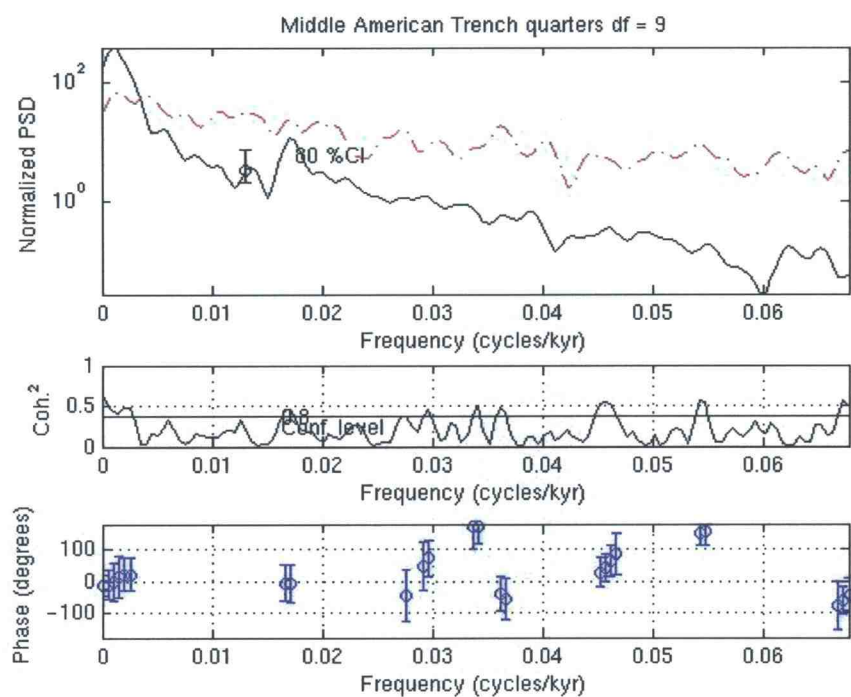 Middle American Trench quarters df = 9
Normalized PSD
10²
10⁰
80 %CI
0 0.01 0.02 0.03 0.04 0.05 0.06
Frequency (cycles/kyr)
Coh.²
1
0.5
0
0.8
Conf. level
0 0.01 0.02 0.03 0.04 0.05 0.06
Frequency (cycles/kyr)
Phase (degrees)
100
0
−100
0 0.01 0.02 0.03 0.04 0.05 0.06
Frequency (cycles/kyr)